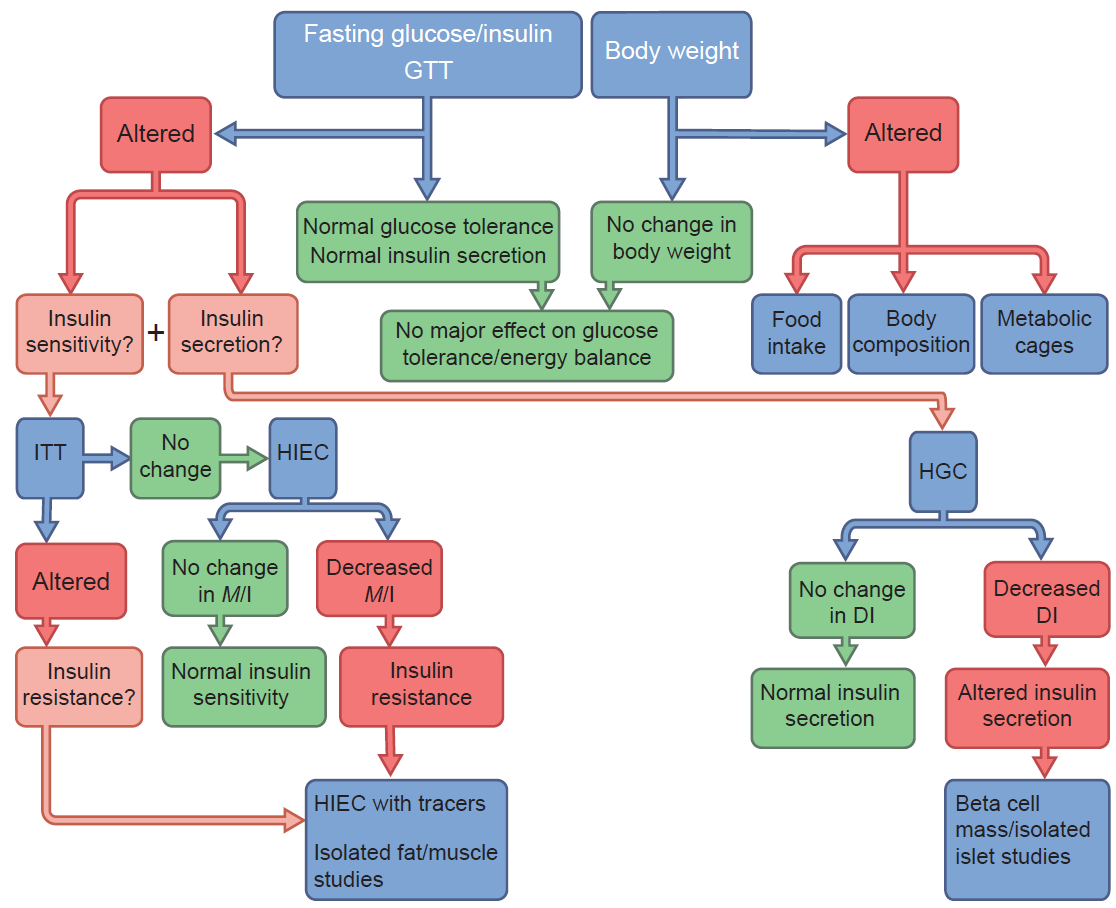 Fasting glucose/insulin
GTT
Body weight
Altered
Altered
Normal glucose tolerance
Normal insulin secretion
No change in
body weight
Insulin
sensitivity?
+
Insulin
secretion?
No major effect on glucose
tolerance/energy balance
Food
intake
Body
composition
Metabolic
cages
ITT
No
change
HIEC
HGC
Altered
No change
in M/I
Decreased
M/I
No change
in DI
Decreased
DI
Insulin
resistance?
Normal insulin
sensitivity
Insulin
resistance
Normal insulin
secretion
Altered insulin
secretion
HIEC with tracers
Isolated fat/muscle
studies
Beta cell
mass/isolated
islet studies